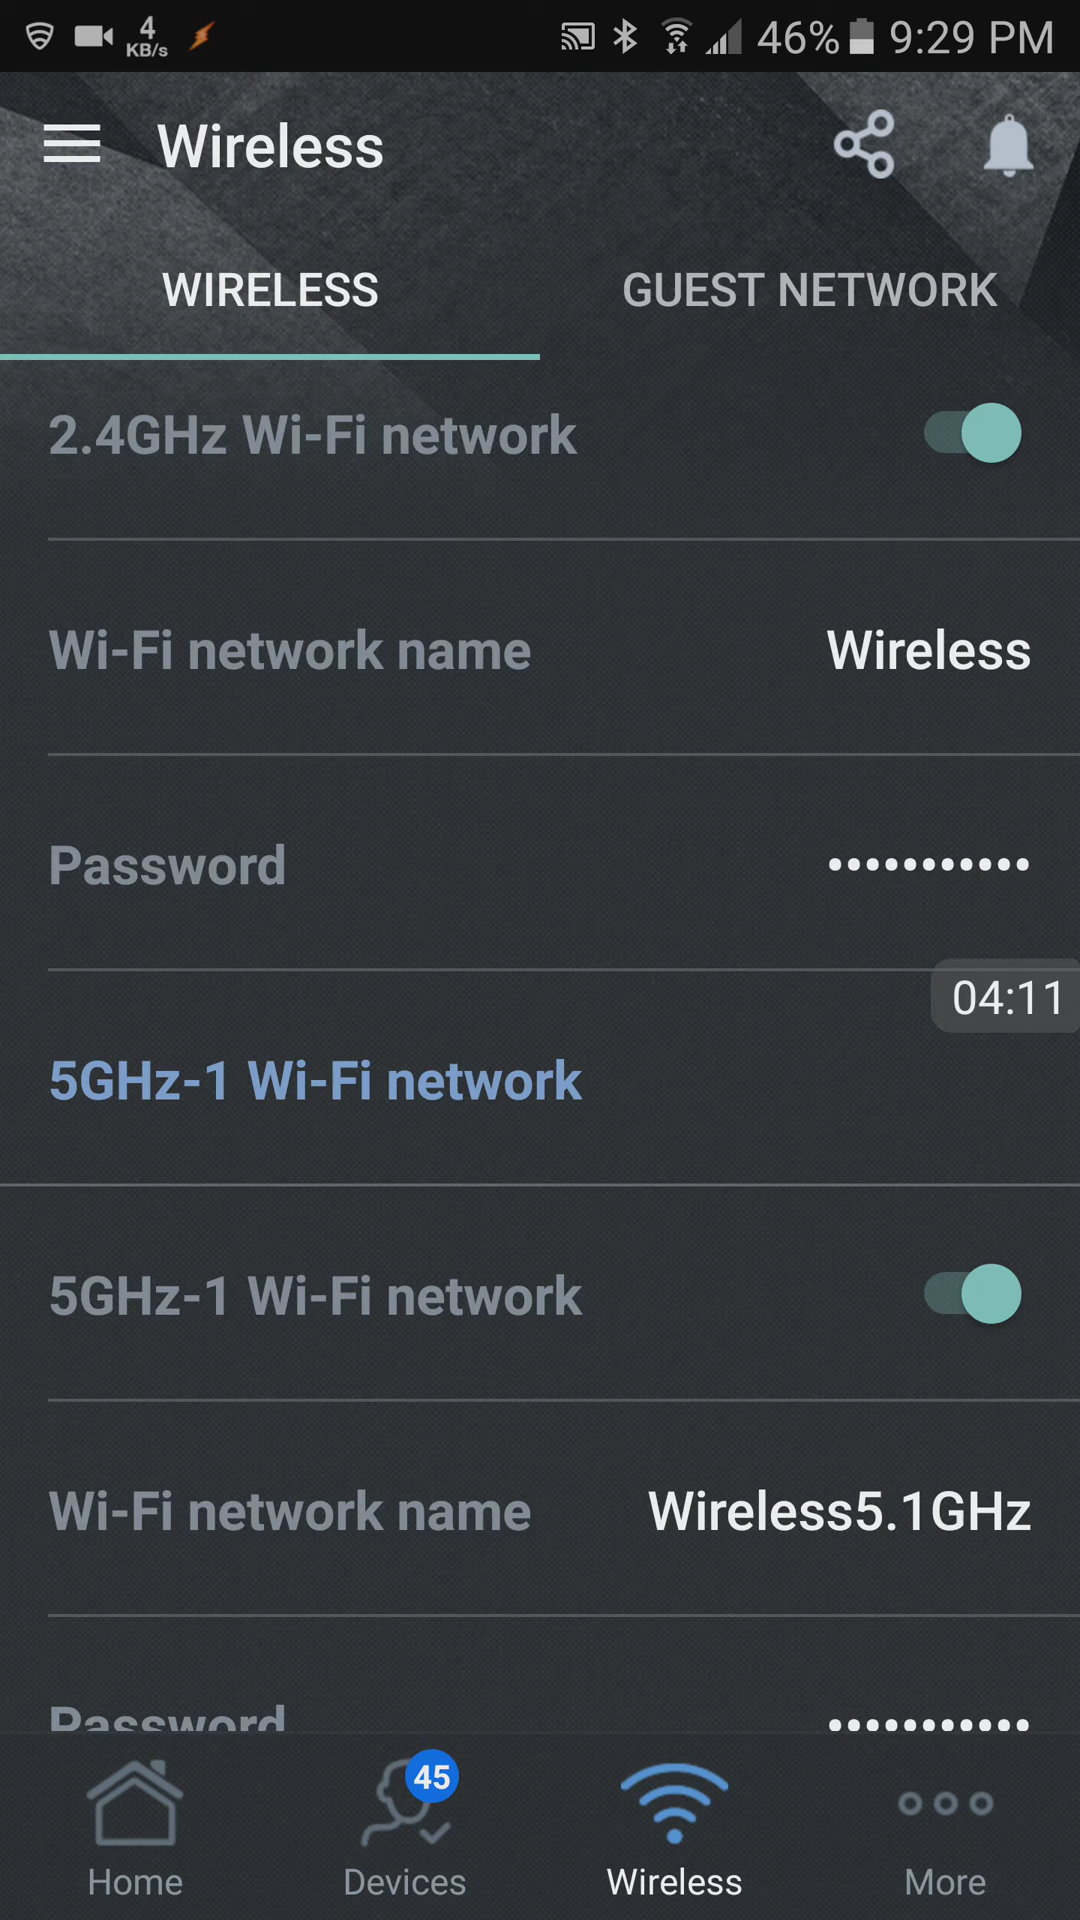 4
KB/s
46% 9:29 PM
Wireless
WIRELESS
GUEST NETWORK
2.4GHz Wi-Fi network
Wi-Fi network name
Wireless
Password
•••••••••••
04:11
5GHz-1 Wi-Fi network
5GHz-1 Wi-Fi network
Wi-Fi network name
Wireless5.1GHz
Password
•••••••••••
45
Home
Devices
Wireless
More